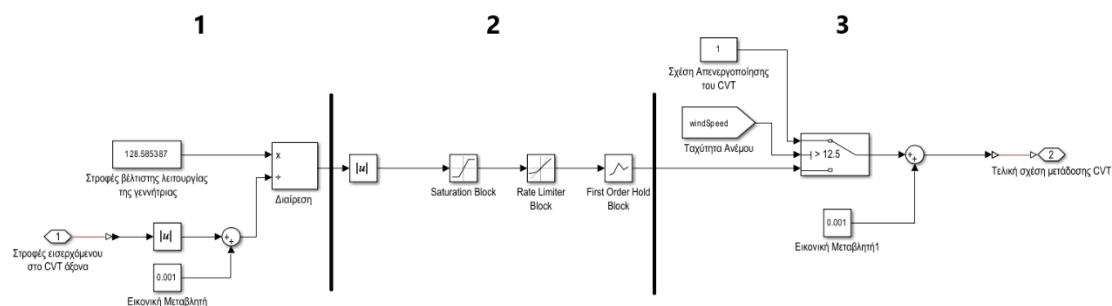 1
2
3
1
Σχέση Απενεργοποίησης
του CVT
windSpeed
Ταχύτητα Ανέμου
> 12.5
128.585387
Στροφές βέλτιστης λειτουργίας
της γεννήτριας
x
÷
Διαίρεση
|u|
Saturation Block
Rate Limiter
Block
First Order Hold
Block
2
Τελική σχέση μετάδοσης CVT
1
Στροφές εισερχόμενου
στο CVT άξονα
|u|
0.001
Εικονική Μεταβλητή
0.001
Εικονική Μεταβλητή1